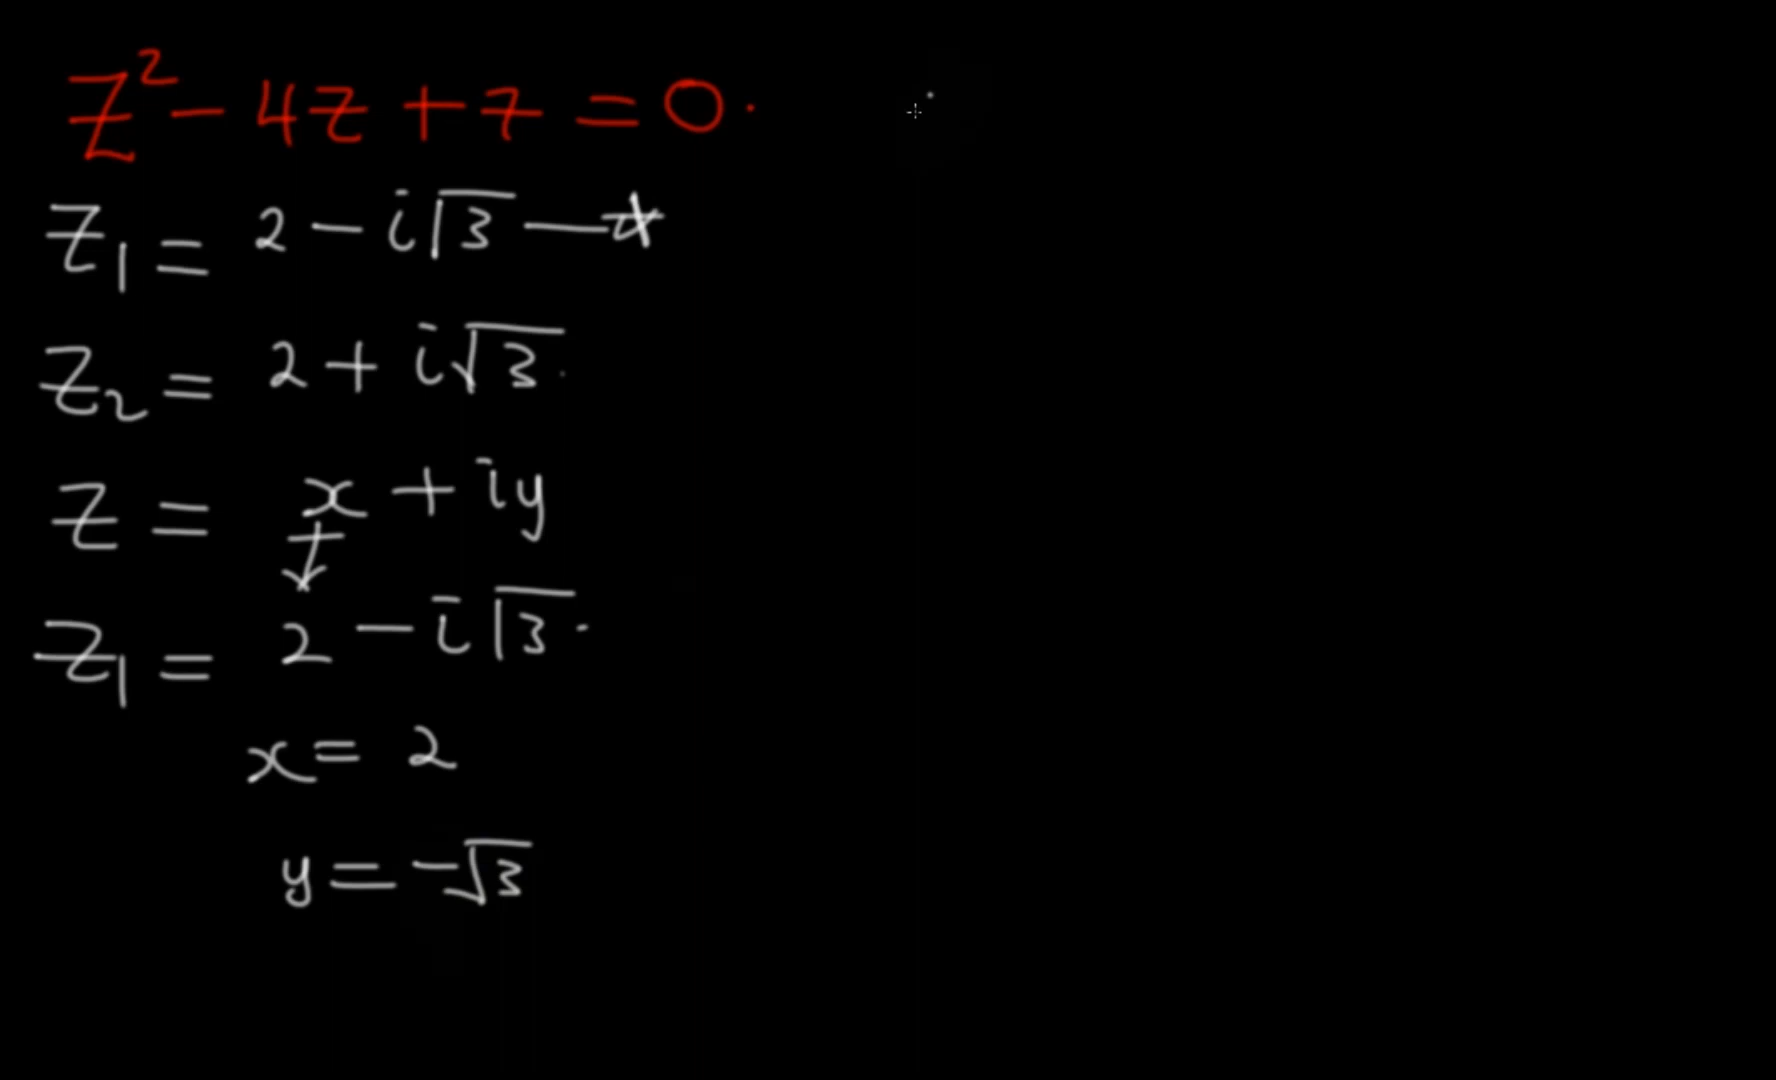 z² - 4z + 7 = 0.
z₁ = 2 - i√3 —
z₂ = 2 + i√3.
z = x + iy
z₁ = 2 - i√3.
x = 2
y = -√3